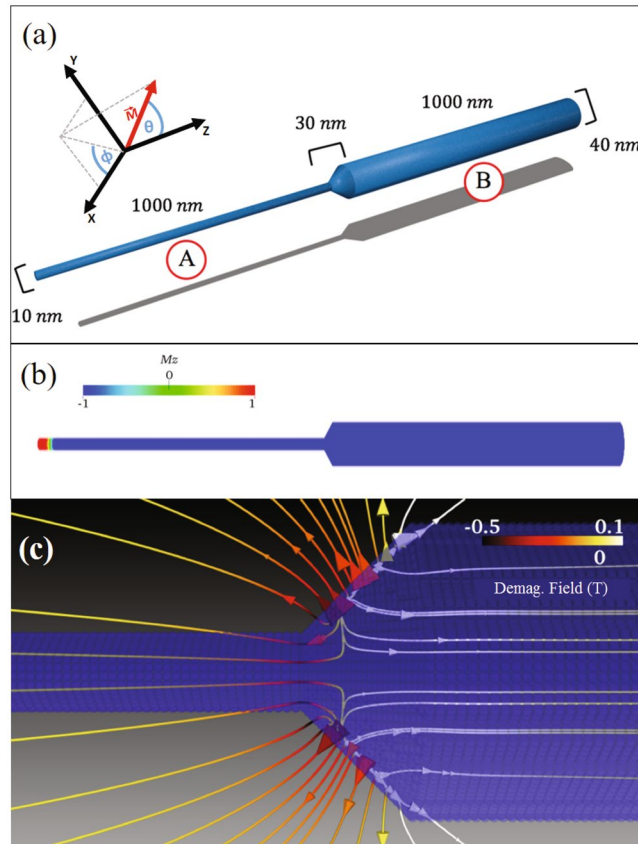 (a)
Y
M
θ
Z
ϕ
X
1000 nm
30 nm
1000 nm
40 nm
B
A
10 nm
(b)
Mz
0
-1
1
(c)
-0.5
0.1
0
Demag. Field (T)